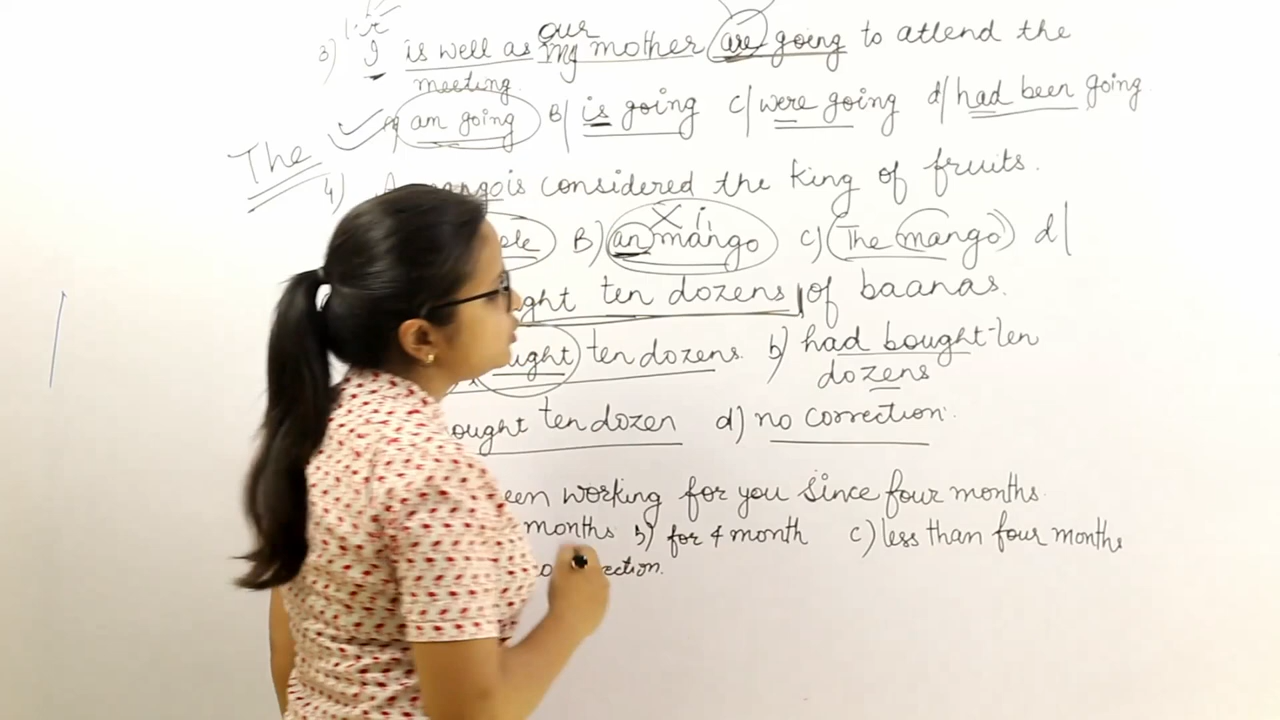 our
3) I is well as my mother are going to attend the
meeting.
a) am going B) is going c) were going d) had been going
The
4) is considered the king of fruits.
B) an mango c) The mango d)
ten dozens of baanas.
ten dozens. b) had bought ten
dozens
ten dozen d) no correction.
working for you since four months.
months b) for 4 month c) less than four months